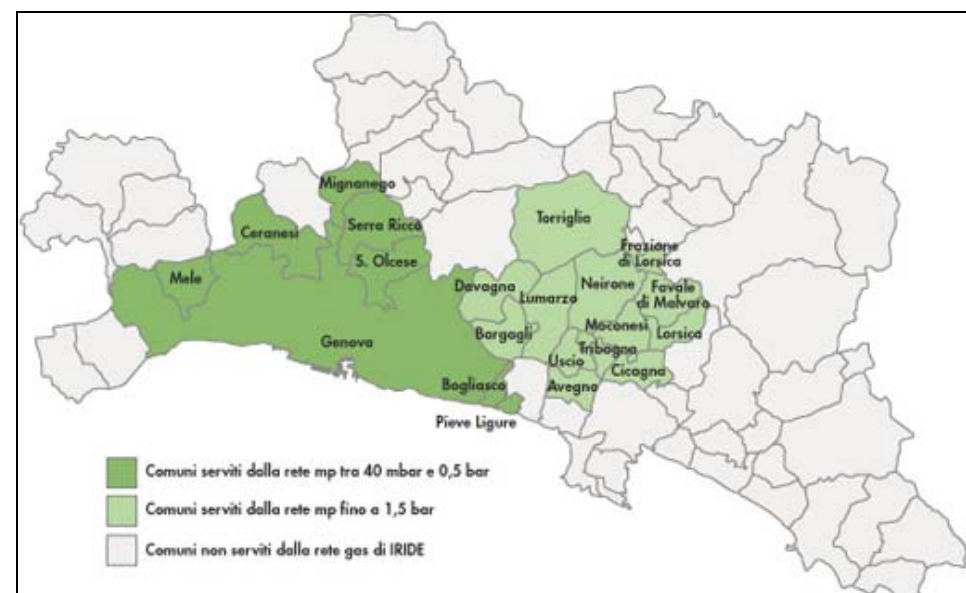 Mignanego
Serra Riccò
Ceranesi
S. Olcese
Mele
Genova
Bogliasco
Pieve Ligure
Torriglia
Frazione
di Lorsica
Davagna
Lumarzo
Neirone
Favale
di Malvaro
Bargagli
Moconesi
Lorsica
Tribogna
Uscio
Cicagna
Avegno
Comuni serviti dalla rete mp tra 40 mbar e 0,5 bar
Comuni serviti dalla rete mp fino a 1,5 bar
Comuni non serviti dalla rete gas di IRIDE